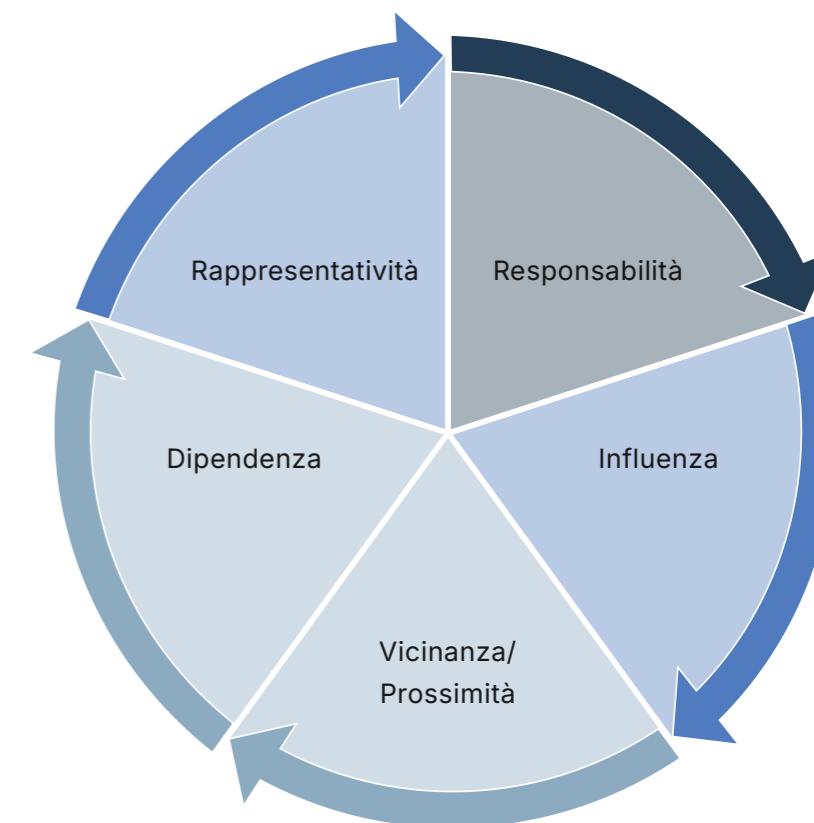 Rappresentatività
Responsabilità
Dipendenza
Influenza
Vicinanza/
Prossimità